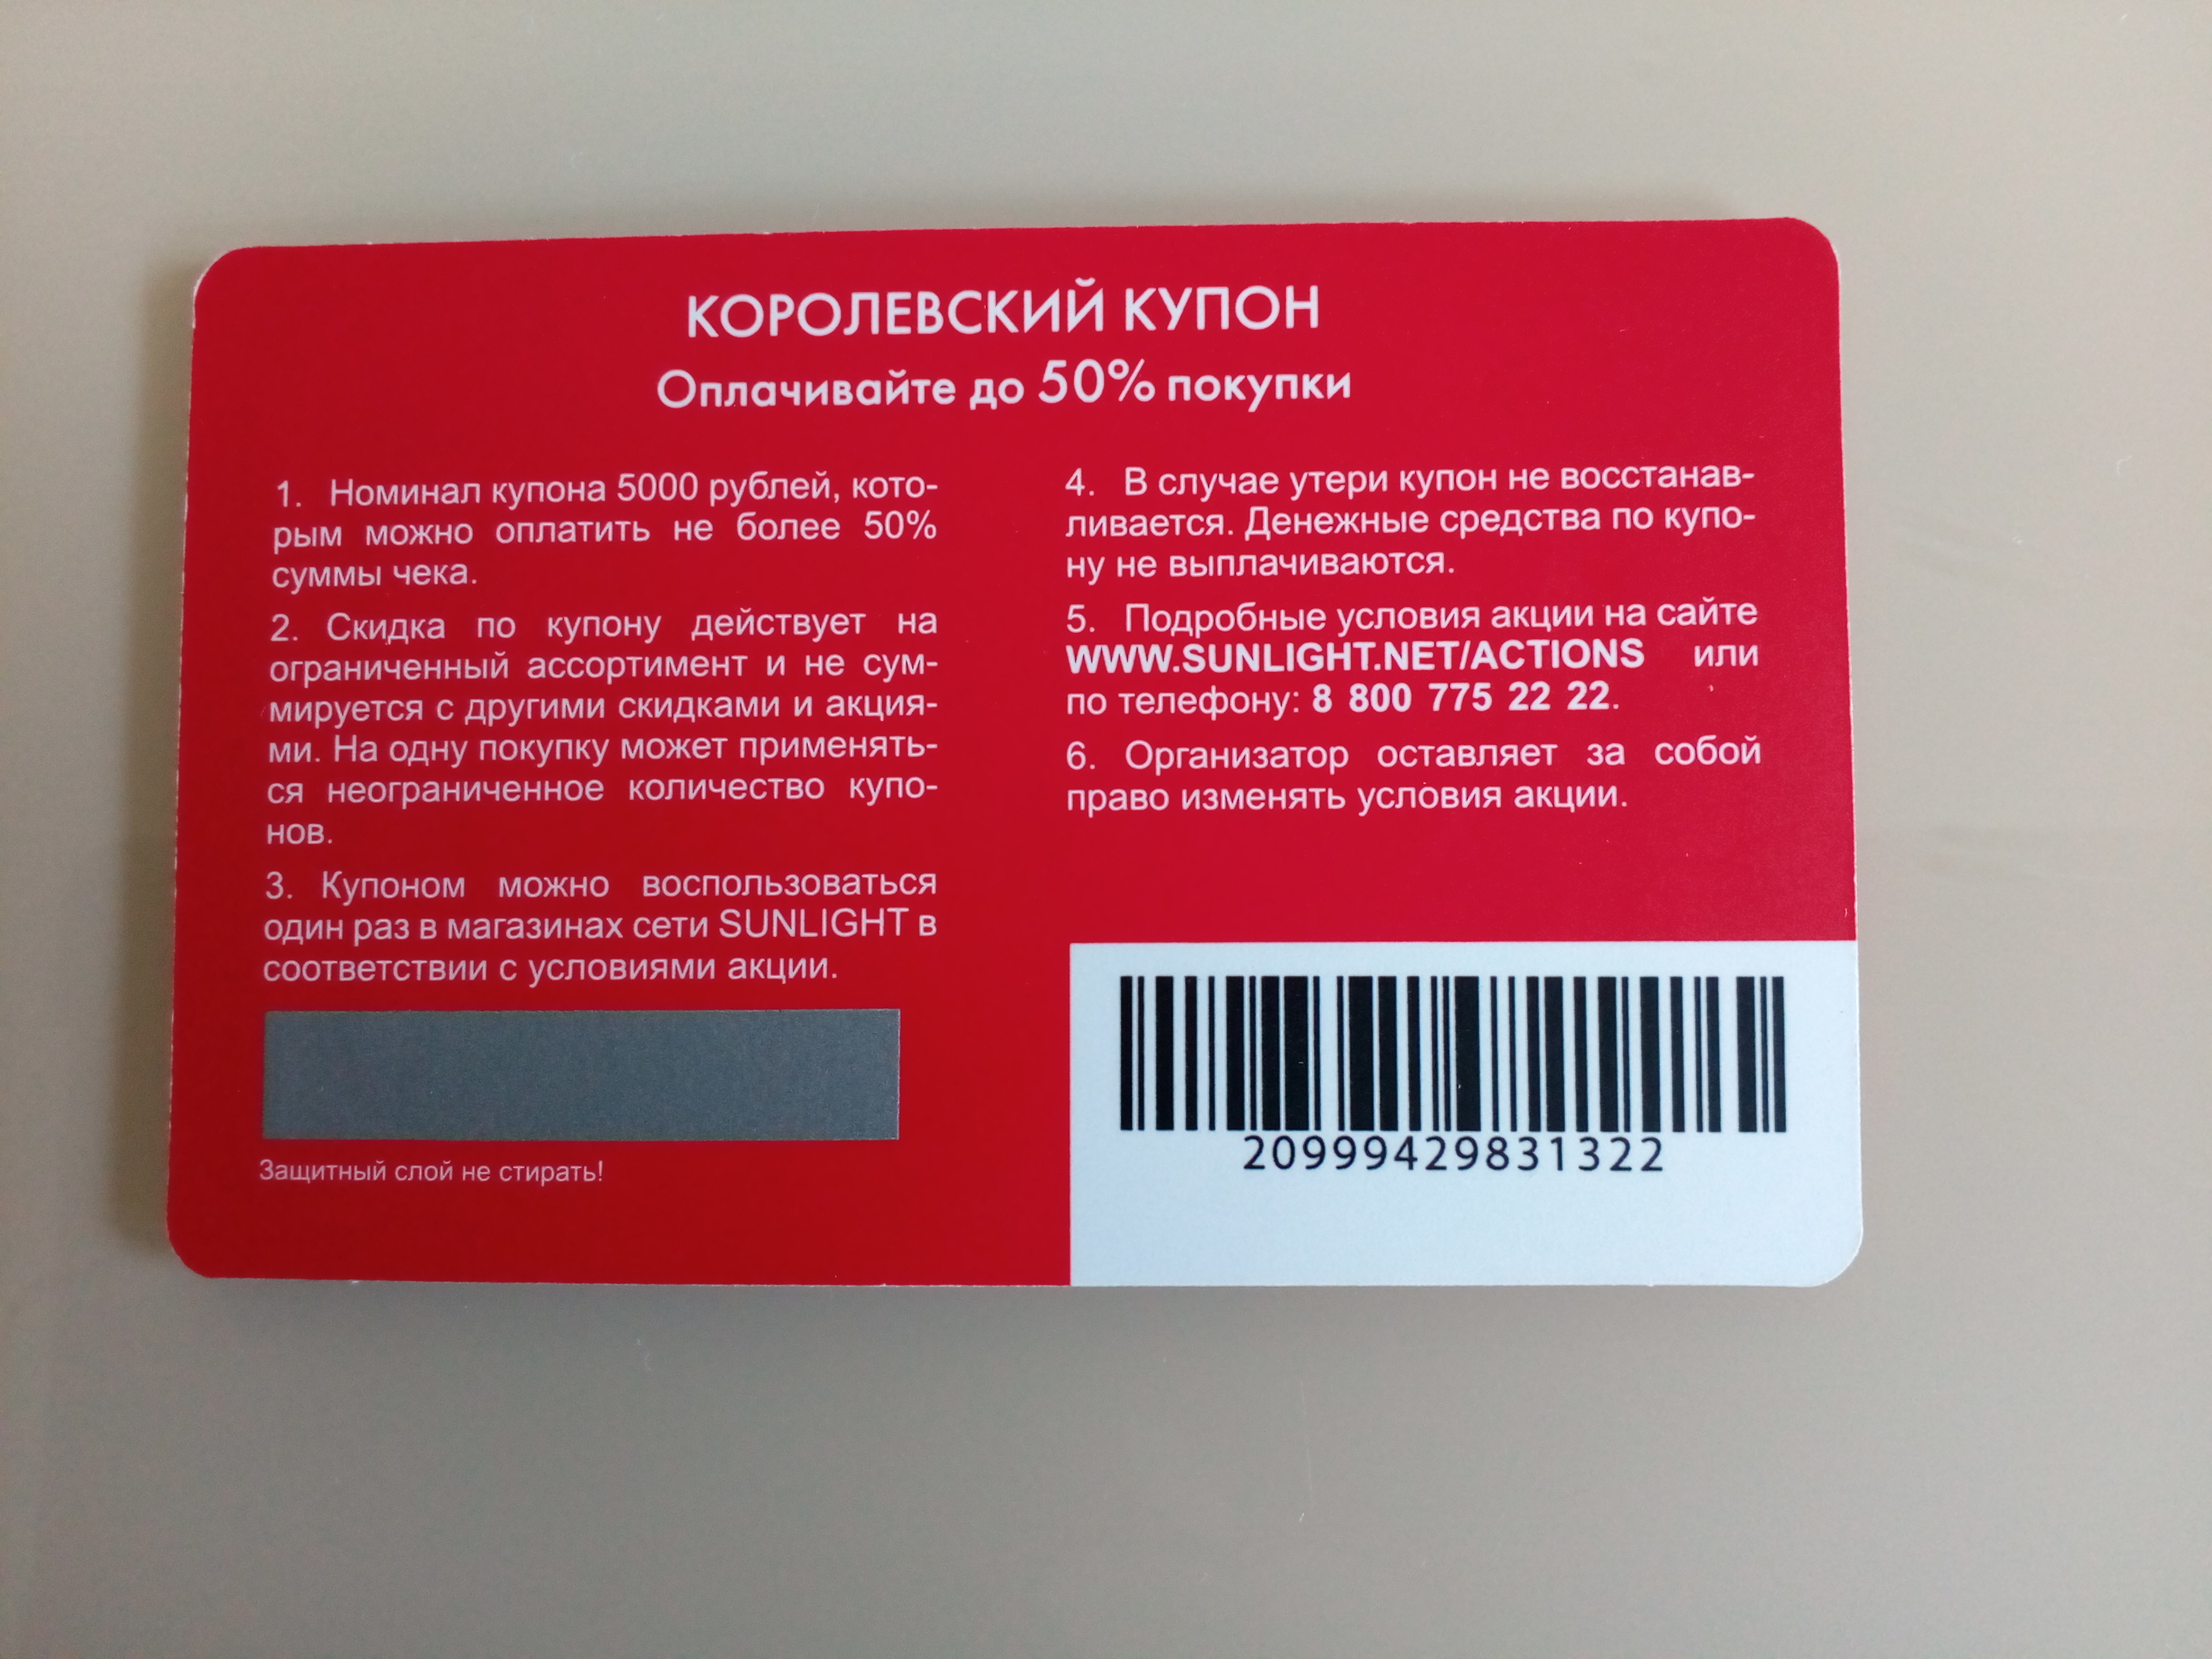 КОРОЛЕВСКИЙ КУПОН
Оплачивайте до 50% покупки
1. Номинал купона 5000 рублей, кото-
рым можно оплатить не более 50%
суммы чека.
2. Скидка по купону действует на
ограниченный ассортимент и не сум-
мируется с другими скидками и акция-
ми. На одну покупку может применять-
ся неограниченное количество купо-
нов.
3. Купоном можно воспользоваться
один раз в магазинах сети SUNLIGHT в
соответствии с условиями акции.
Защитный слой не стирать!
4. В случае утери купон не восстанав-
ливается. Денежные средства по купо-
ну не выплачиваются.
5. Подробные условия акции на сайте
WWW.SUNLIGHT.NET/ACTIONS или
по телефону: 8 800 775 22 22.
6. Организатор оставляет за собой
право изменять условия акции.
20999429831322